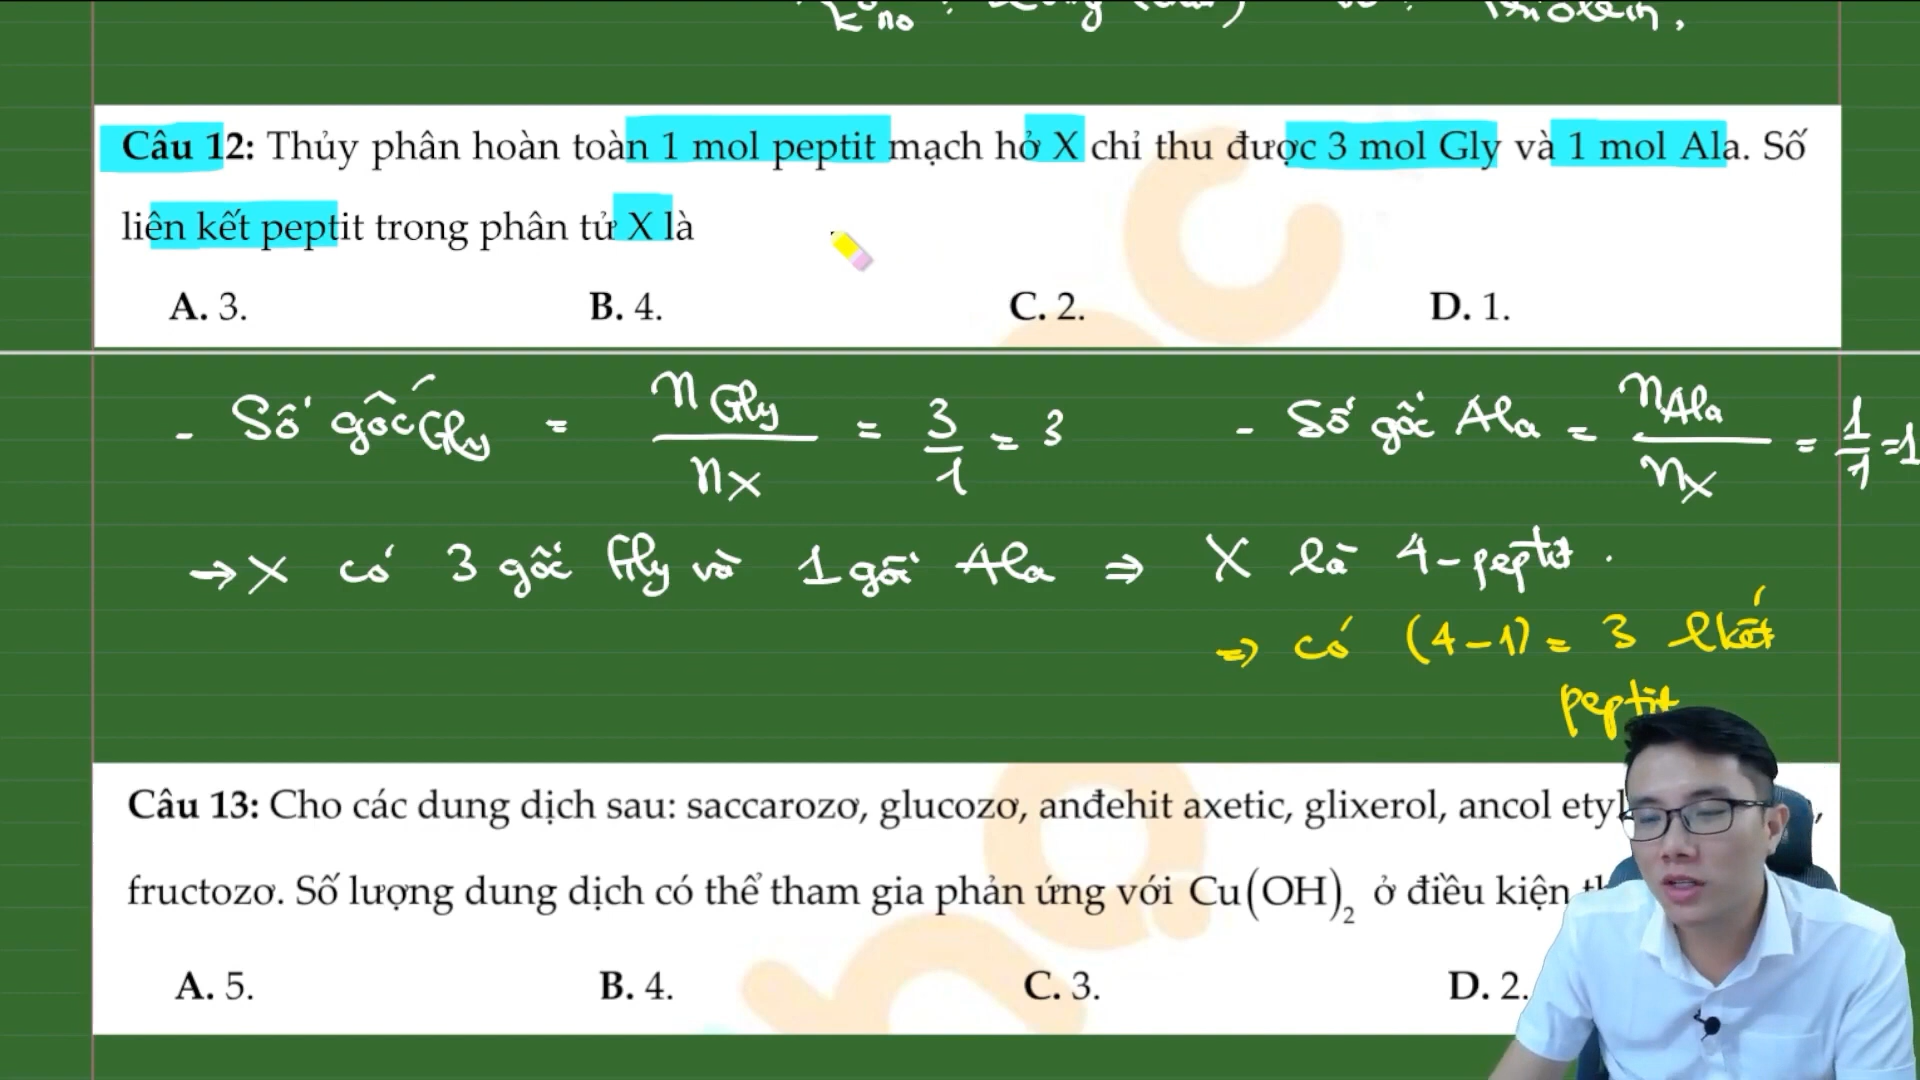 Câu 12: Thủy phân hoàn toàn 1 mol peptit mạch hở X chỉ thu được 3 mol Gly và 1 mol Ala. Số
liên kết peptit trong phân tử X là
A. 3. B. 4. C. 2. D. 1.
- Số gốc Gly = nGly / nX = 3/1 = 3 - Số gốc Ala = nAla / nX = 1/1 = 1
→ X có 3 gốc Gly và 1 gốc Ala ⇒ X là 4-peptit.
⇒ có (4-1) = 3 lkết
peptit
Câu 13: Cho các dung dịch sau: saccarozơ, glucozơ, anđehit axetic, glixerol, ancol
fructozơ. Số lượng dung dịch có thể tham gia phản ứng với Cu(OH)₂ ở điều kiện
A. 5. B. 4. C. 3. D. 2.